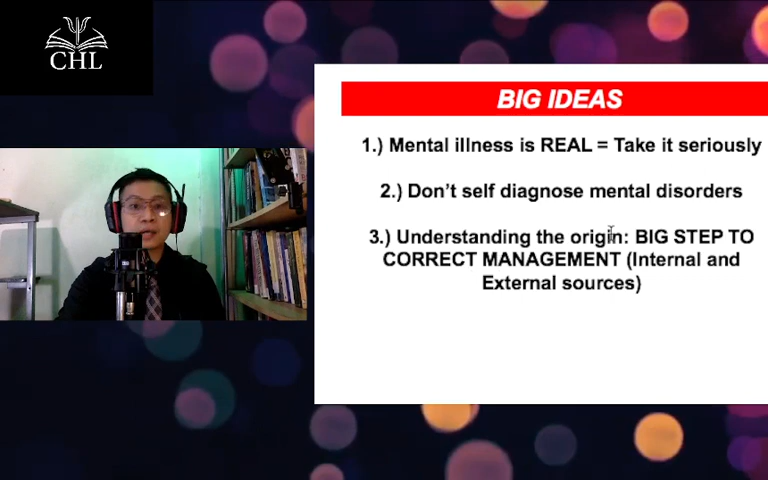 CHL
BIG IDEAS
1.) Mental illness is REAL = Take it seriously
2.) Don't self diagnose mental disorders
3.) Understanding the origin: BIG STEP TO
CORRECT MANAGEMENT (Internal and
External sources)